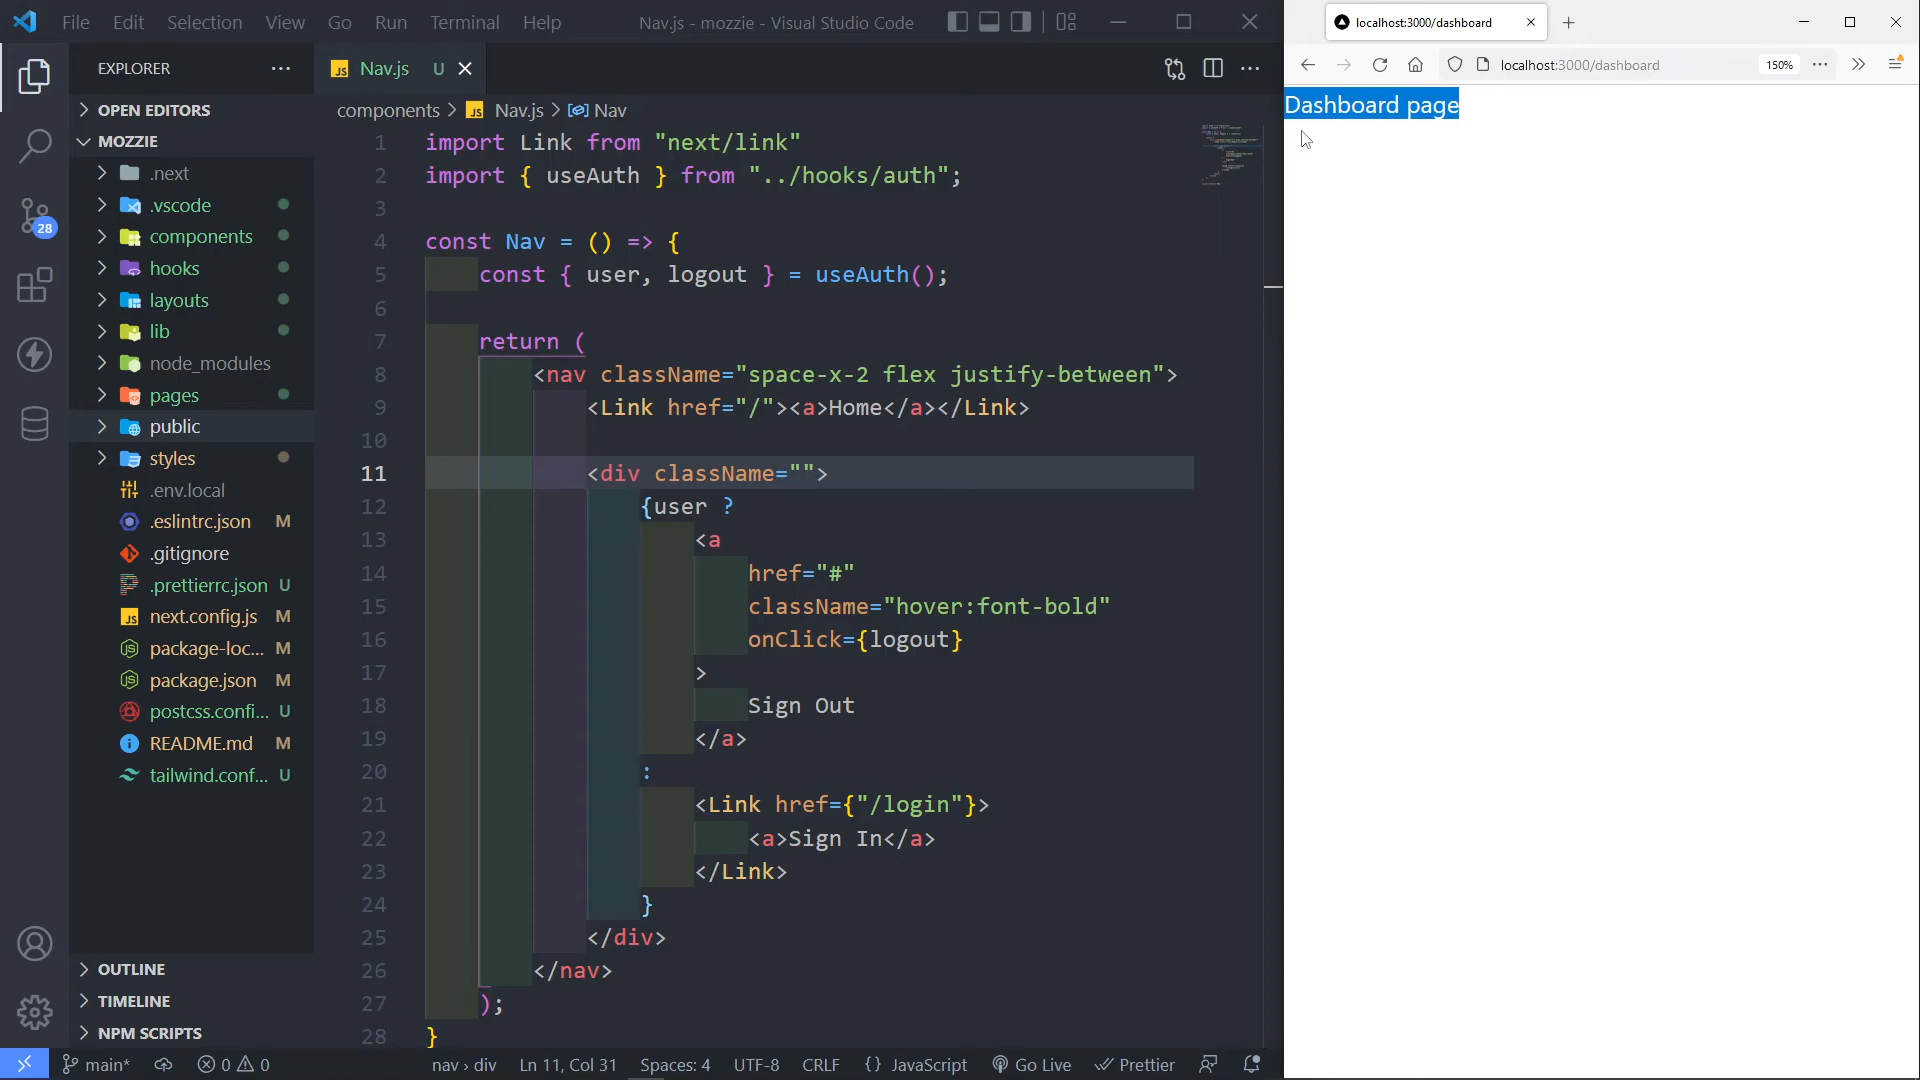 File Edit Selection View Go Run Terminal Help
Nav.js - mozzie - Visual Studio Code
EXPLORER
OPEN EDITORS
MOZZIE
.next
.vscode
components
hooks
layouts
lib
node_modules
pages
public
styles
.env.local
.eslintrc.json M
.gitignore
.prettierrc.json U
next.config.js M
package-loc... M
package.json M
postcss.confi... U
README.md M
tailwind.conf... U
OUTLINE
TIMELINE
NPM SCRIPTS
28
JS Nav.js U
components > JS Nav.js > Nav
1 import Link from "next/link"
2 import { useAuth } from "../hooks/auth";
3
4 const Nav = () => {
5 const { user, logout } = useAuth();
6
7 return (
8 <nav className="space-x-2 flex justify-between">
9 <Link href="/"><a>Home</a></Link>
10
11 <div className="">
12 {user ?
13 <a
14 href="#"
15 className="hover:font-bold"
16 onClick={logout}
17 >
18 Sign Out
19 </a>
20 :
21 <Link href={"/login"}>
22 <a>Sign In</a>
23 </Link>
24 }
25 </div>
26 </nav>
27 );
28 }
main* 0 0 nav › div Ln 11, Col 31 Spaces: 4 UTF-8 CRLF {} JavaScript Go Live Prettier
localhost:3000/dashboard
localhost:3000/dashboard 150%
Dashboard page